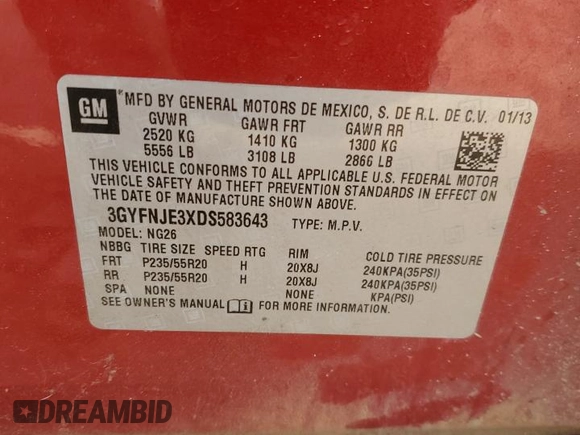 GM *MFD BY GENERAL MOTORS DE MEXICO, S. DE R.L. DE C.V. 01/13
GVWR GAWR FRT GAWR RR
2520 KG 1410 KG 1300 KG
5556 LB 3108 LB 2866 LB
THIS VEHICLE CONFORMS TO ALL APPLICABLE U.S. FEDERAL MOTOR
VEHICLE SAFETY AND THEFT PREVENTION STANDARDS IN EFFECT ON
THE DATE OF MANUFACTURE SHOWN ABOVE.
3GYFNJE3XDS583643 TYPE: M.P.V.
MODEL: NG26
NBBG TIRE SIZE SPEED RTG RIM COLD TIRE PRESSURE
FRT P235/55R20 H 20X8J 240KPA(35PSI)
RR P235/55R20 H 20X8J 240KPA(35PSI)
SPA NONE NONE KPA(PSI)
SEE OWNER'S MANUAL FOR MORE INFORMATION.
DREAMBID